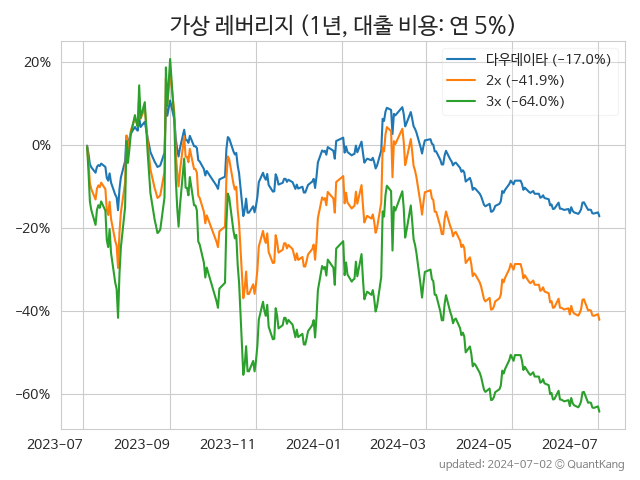 가상 레버리지 (1년, 대출 비용: 연 5%)
다우데이타 (−17.0%)
2x (−41.9%)
3x (−64.0%)
20%
0%
−20%
−40%
−60%
2023-07 2023-09 2023-11 2024-01 2024-03 2024-05 2024-07
updated: 2024-07-02 © QuantKang